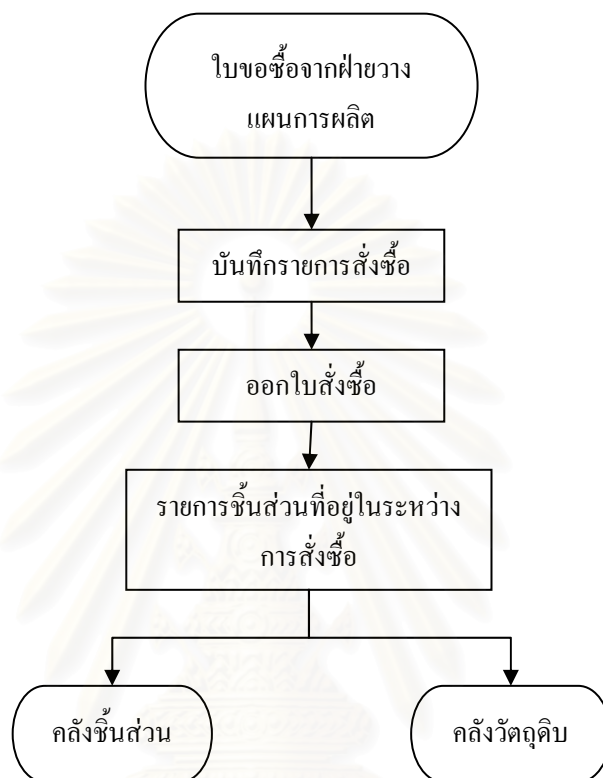 ใบขอซื้อจากฝ่ายวาง
แผนการผลิต
บันทึกรายการสั่งซื้อ
ออกใบสั่งซื้อ
รายการชิ้นส่วนที่อยู่ในระหว่าง
การสั่งซื้อ
คลังชิ้นส่วน
คลังวัตถุดิบ